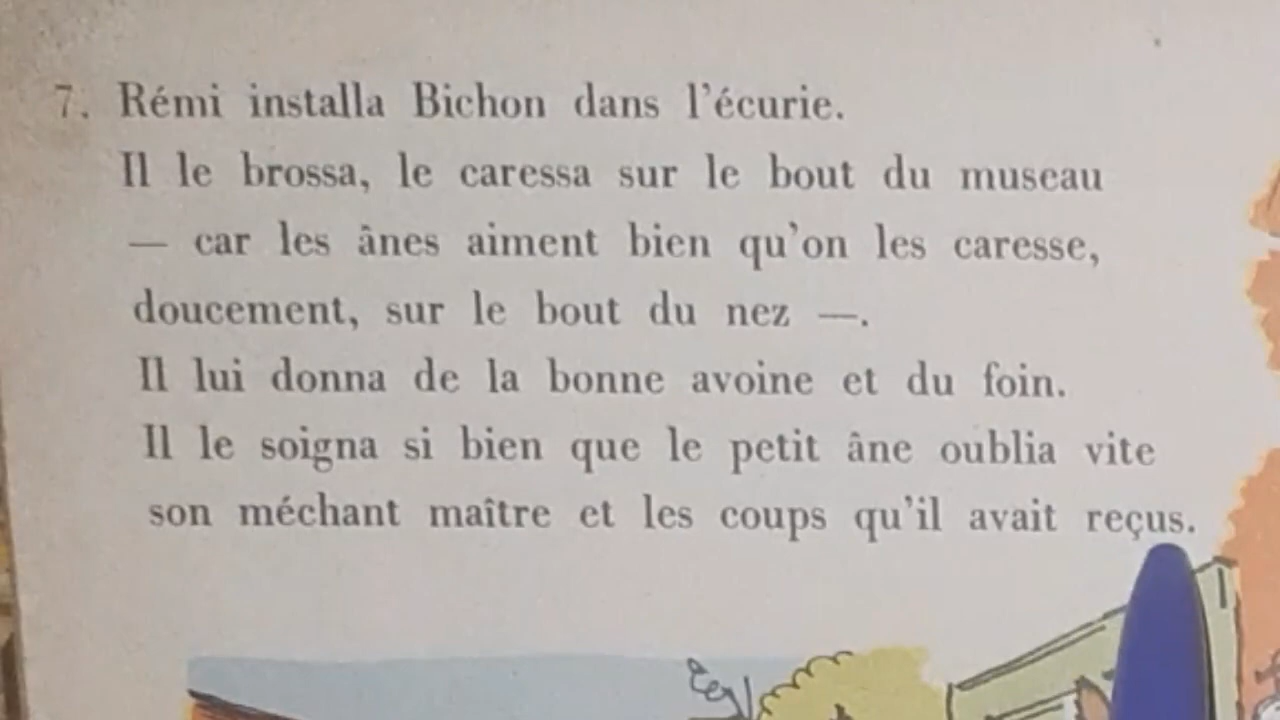 7. Rémi installa Bichon dans l'écurie.
Il le brossa, le caressa sur le bout du museau
— car les ânes aiment bien qu'on les caresse,
doucement, sur le bout du nez —.
Il lui donna de la bonne avoine et du foin.
Il le soigna si bien que le petit âne oublia vite
son méchant maître et les coups qu'il avait reçus.